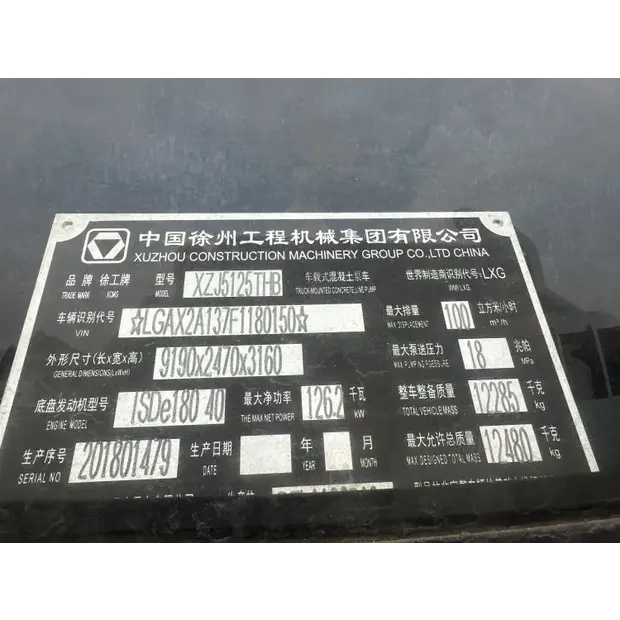 中国徐州工程机械集团有限公司
XUZHOU CONSTRUCTION MACHINERY GROUP CO.,LTD CHINA
品牌 徐工牌 型号 XZJ5125THB 车载式混凝土泵车 世界制造商识别代号: LXG
TRADE MARK XCMG MODEL TRUCK-MOUNTED CONCRETE LINE PUMP WMI: LXG
车辆识别代号 ☆LGAX2A137F1180150☆ 最大排量 100 立方米/小时
VIN MAX DISPLACEMENT m³/h
外形尺寸(长x宽x高) 9190x2470x3160 最大泵送压力 18 兆帕
GENERAL DIMENSIONS(LxWxH) MAX PUMPING PRESSURE MPa
底盘发动机型号 ISDe180 40 最大净功率 126.2 千瓦 整车整备质量 12285 千克
ENGINE MODEL THE MAX NET POWER kW TOTAL VEHICLE MASS kg
生产序号 201801479 生产日期 年 月 最大允许总质量 12480 千克
SERIAL NO DATE YEAR MONTH MAX DESIGNED TOTAL MASS kg